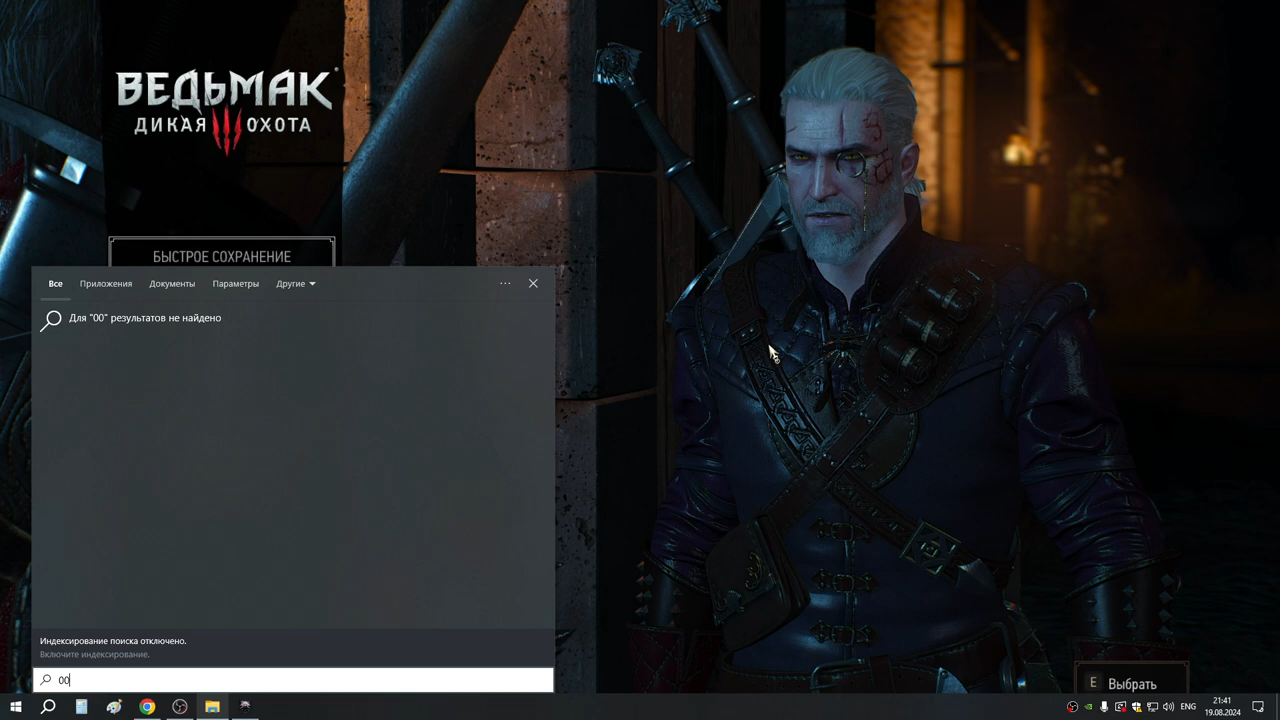 ВЕДЬМАК
ДИКАЯ III ОХОТА
БЫСТРОЕ СОХРАНЕНИЕ
Все Приложения Документы Параметры Другие
Для "00" результатов не найдено
Индексирование поиска отключено.
Включите индексирование.
00
E Выбрать
ENG
21:41
19.08.2024